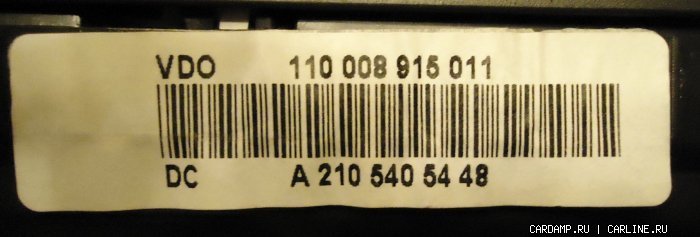 VDO 110 008 915 011
DC A 210 540 54 48
CARDAMP.RU | CARLINE.RU